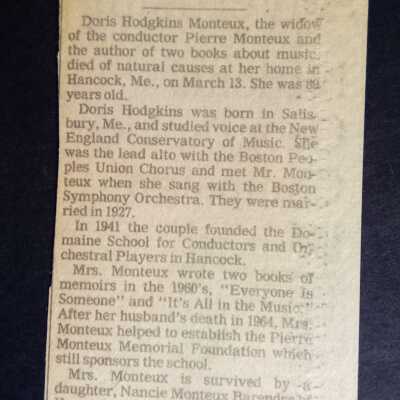 Doris Hodgkins Monteux, the widow
of the conductor Pierre Monteux and
the author of two books about music,
died of natural causes at her home in
Hancock, Me., on March 13. She was
years old.
Doris Hodgkins was born in Salis-
bury, Me., and studied voice at the New
England Conservatory of Music. She
was the lead alto with the Boston Peo-
ples Union Chorus and met Mr. Mon-
teux when she sang with the Boston
Symphony Orchestra. They were mar-
ried in 1927.
In 1941 the couple founded the Do-
maine School for Conductors and Or-
chestral Players in Hancock.
Mrs. Monteux wrote two books of
memoirs in the 1960's, "Everyone Is
Someone" and "It's All in the Music."
After her husband's death in 1964, Mrs.
Monteux helped to establish the Pierre
Monteux Memorial Foundation which
still sponsors the school.
Mrs. Monteux is survived by a
daughter, Nancie Monteux Barendse